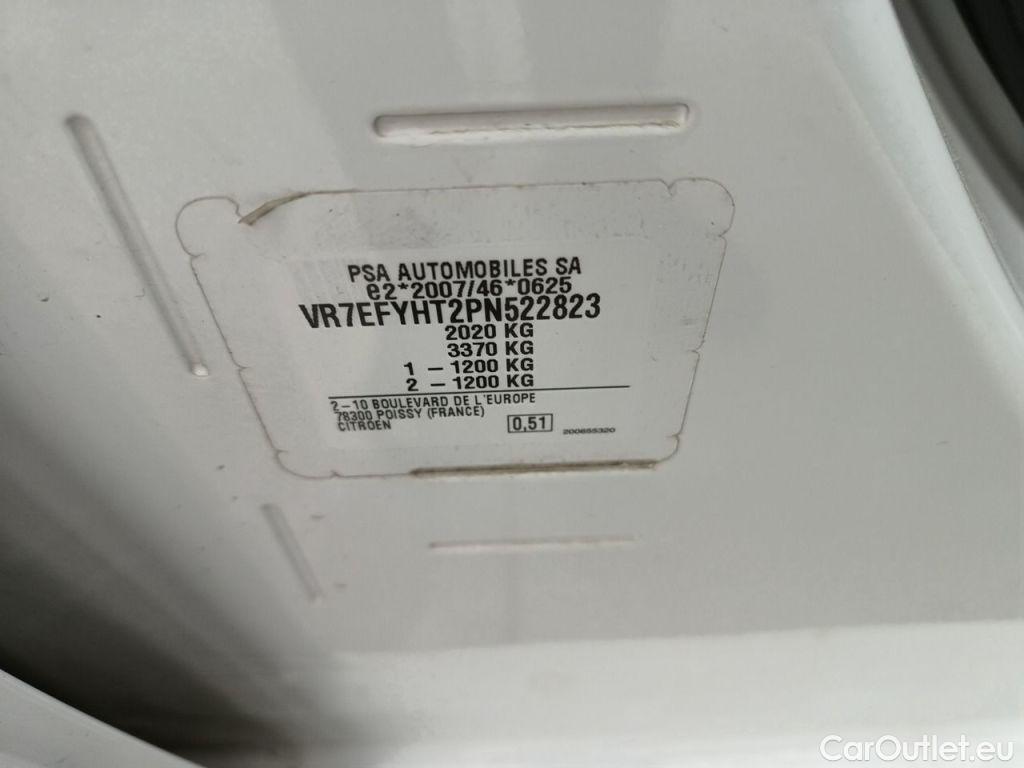 PSA AUTOMOBILES SA
e2*2007/46*0625
VR7EFYHT2PN522823
2020 KG
3370 KG
1 – 1200 KG
2 – 1200 KG
2–10 BOULEVARD DE L'EUROPE
78300 POISSY (FRANCE)
CITROEN
0,51
200655320
CarOutlet.eu